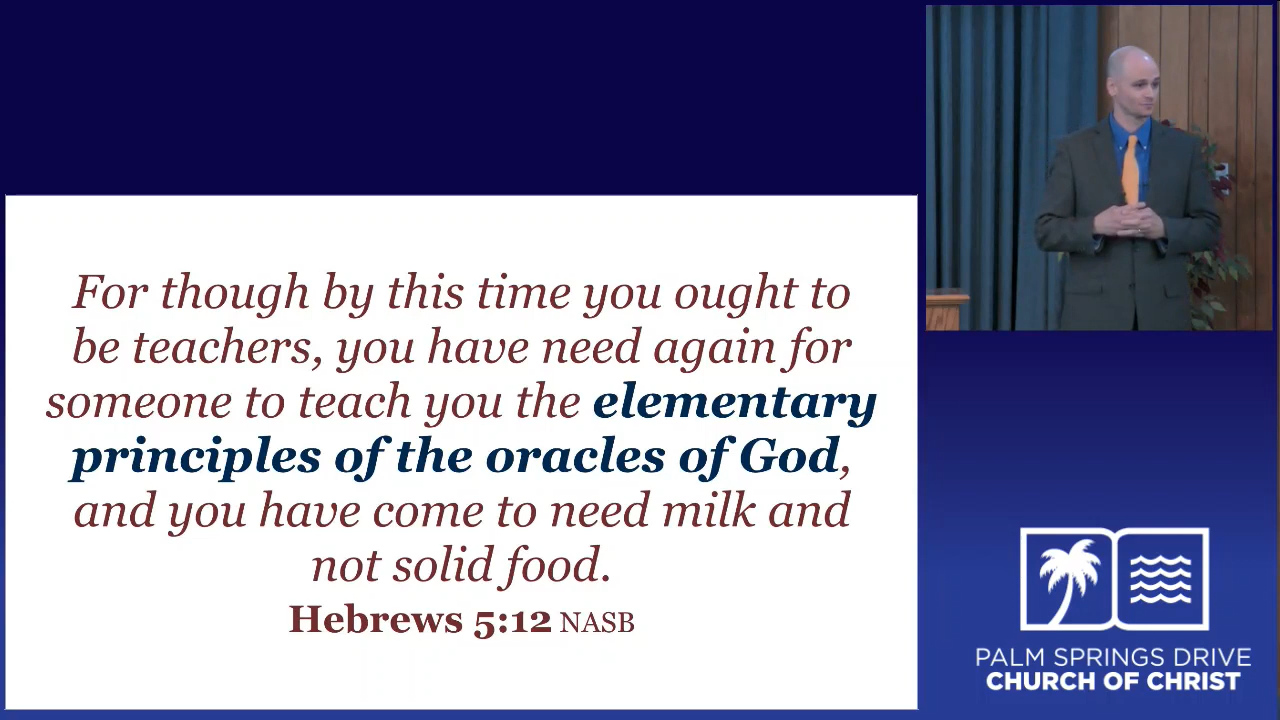 For though by this time you ought to
be teachers, you have need again for
someone to teach you the elementary
principles of the oracles of God,
and you have come to need milk and
not solid food.
Hebrews 5:12 NASB
PALM SPRINGS DRIVE
CHURCH OF CHRIST